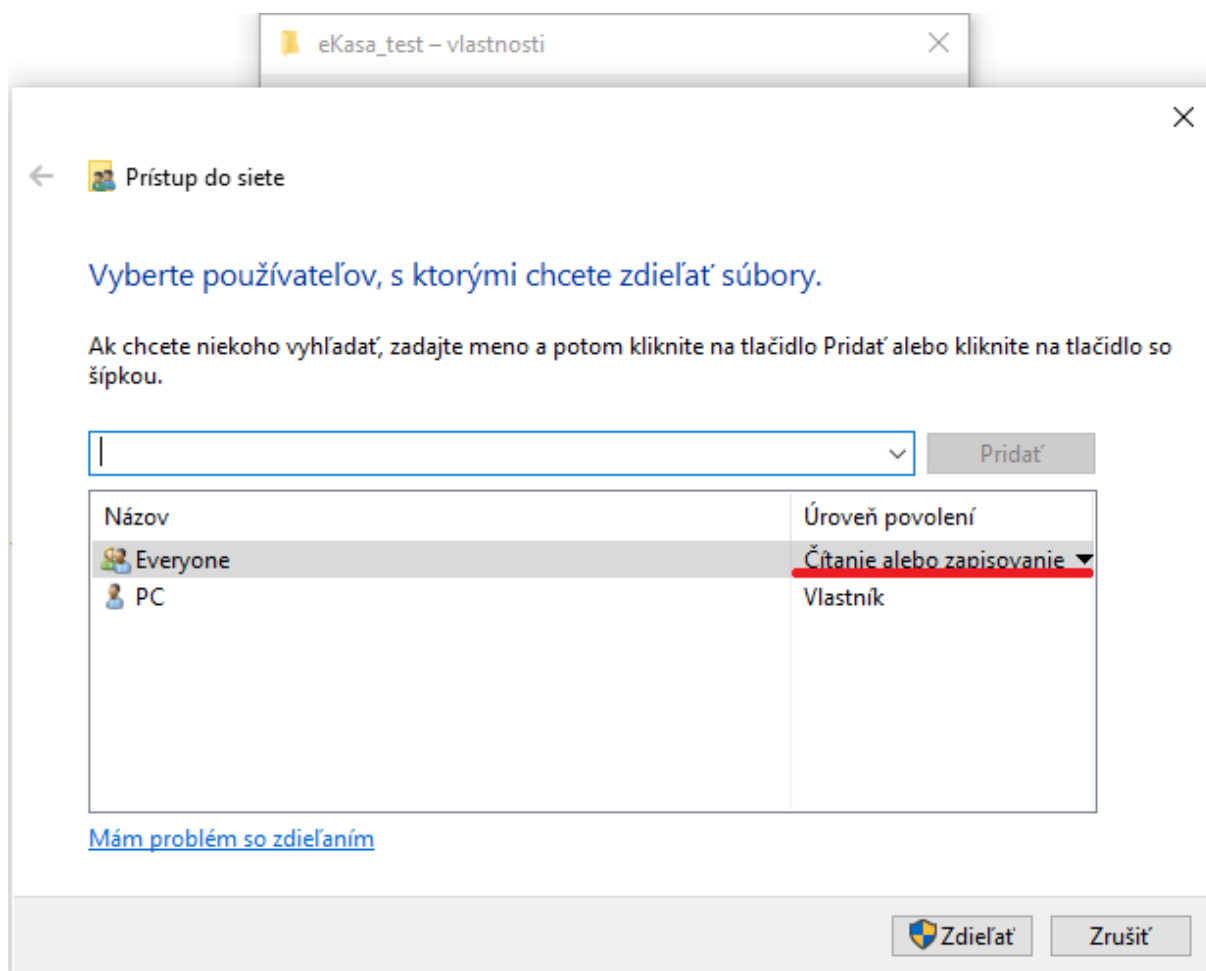 eKasa_test – vlastnosti
Prístup do siete
Vyberte používateľov, s ktorými chcete zdieľať súbory.
Ak chcete niekoho vyhľadať, zadajte meno a potom kliknite na tlačidlo Pridať alebo kliknite na tlačidlo so
šípkou.
Pridať
Názov Úroveň povolení
Everyone Čítanie alebo zapisovanie
PC Vlastník
Mám problém so zdieľaním
Zdieľať Zrušiť